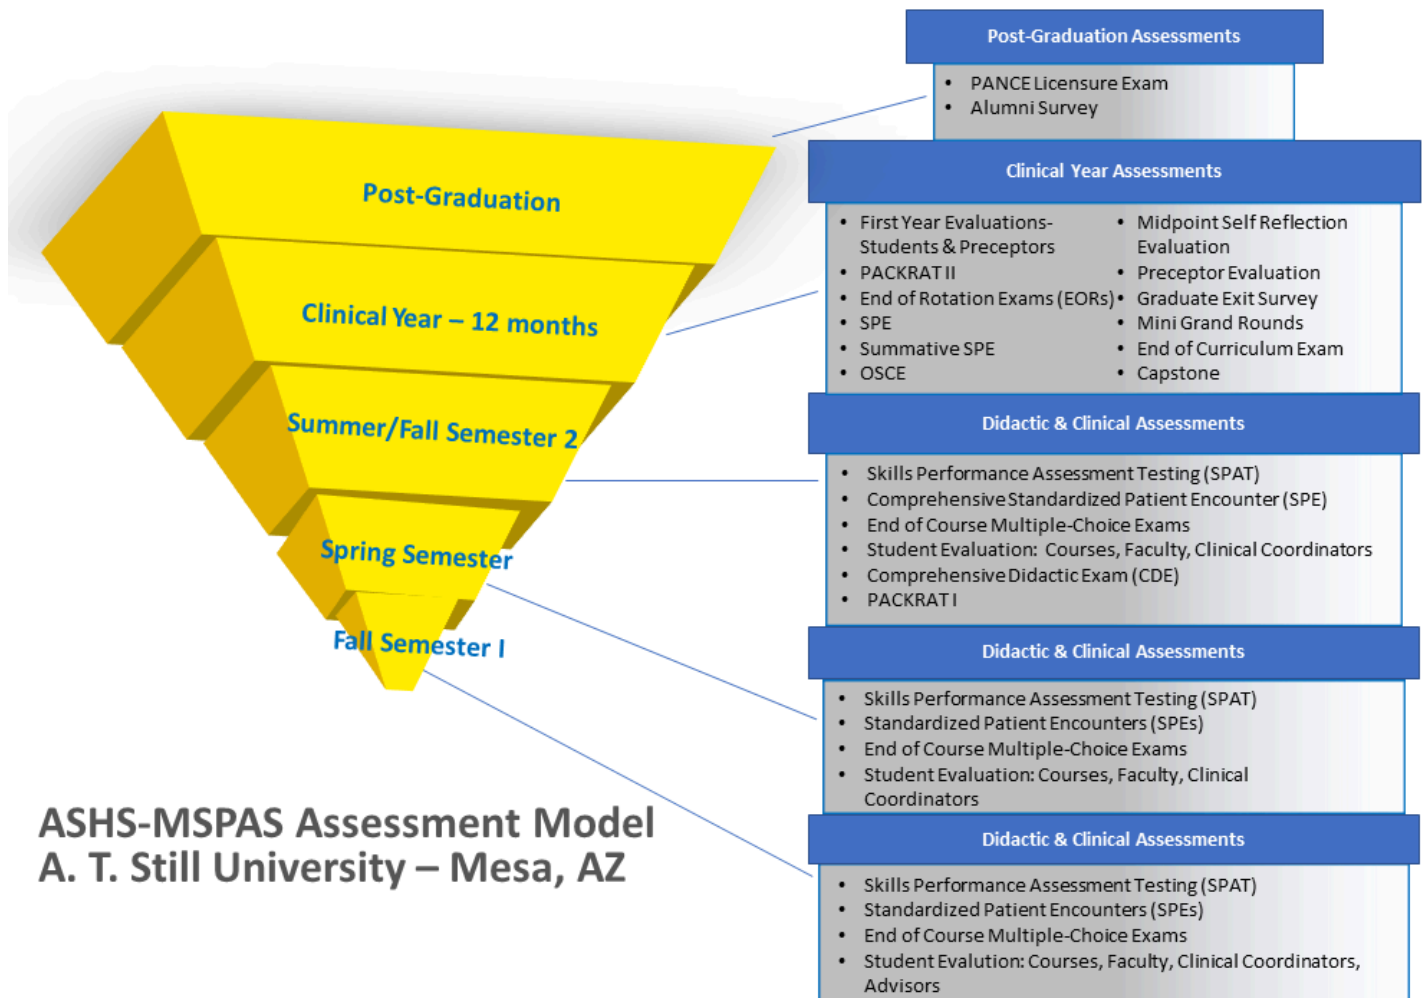 Post-Graduation
Clinical Year – 12 months
Summer/Fall Semester 2
Spring Semester
Fall Semester I
ASHS-MSPAS Assessment Model
A. T. Still University – Mesa, AZ
Post-Graduation Assessments
• PANCE Licensure Exam
• Alumni Survey
Clinical Year Assessments
• First Year Evaluations-
Students & Preceptors
• PACKRAT II
• End of Rotation Exams (EORs)
• SPE
• Summative SPE
• OSCE
• Midpoint Self Reflection
Evaluation
• Preceptor Evaluation
• Graduate Exit Survey
• Mini Grand Rounds
• End of Curriculum Exam
• Capstone
Didactic & Clinical Assessments
• Skills Performance Assessment Testing (SPAT)
• Comprehensive Standardized Patient Encounter (SPE)
• End of Course Multiple-Choice Exams
• Student Evaluation: Courses, Faculty, Clinical Coordinators
• Comprehensive Didactic Exam (CDE)
• PACKRAT I
Didactic & Clinical Assessments
• Skills Performance Assessment Testing (SPAT)
• Standardized Patient Encounters (SPEs)
• End of Course Multiple-Choice Exams
• Student Evaluation: Courses, Faculty, Clinical
Coordinators
Didactic & Clinical Assessments
• Skills Performance Assessment Testing (SPAT)
• Standardized Patient Encounters (SPEs)
• End of Course Multiple-Choice Exams
• Student Evalution: Courses, Faculty, Clinical Coordinators,
Advisors